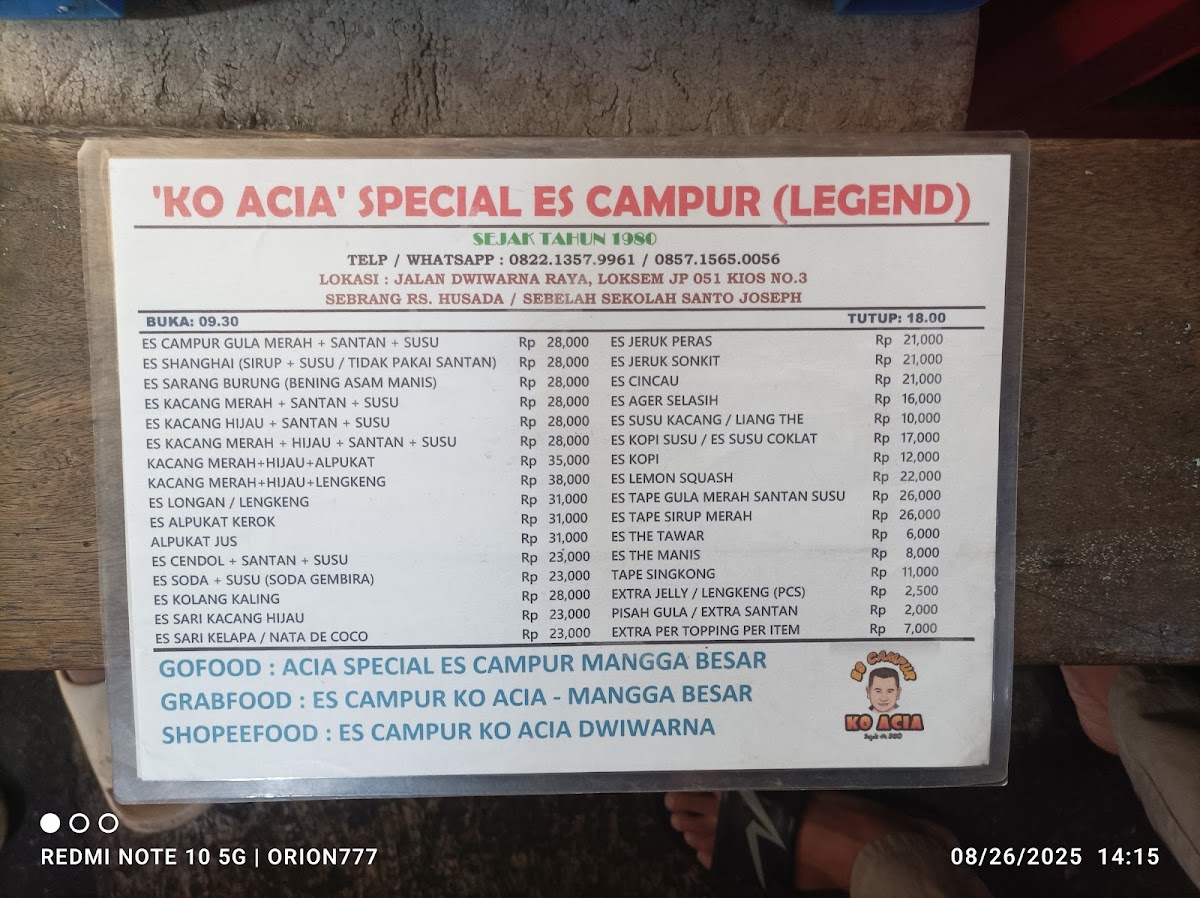 'KO ACIA' SPECIAL ES CAMPUR (LEGEND)
SEJAK TAHUN 1980
TELP / WHATSAPP : 0822.1357.9961 / 0857.1565.0056
LOKASI : JALAN DWIWARNA RAYA, LOKSEM JP 051 KIOS NO.3
SEBRANG RS. HUSADA / SEBELAH SEKOLAH SANTO JOSEPH
BUKA: 09.30 TUTUP: 18.00
ES CAMPUR GULA MERAH + SANTAN + SUSU Rp 28,000
ES SHANGHAI (SIRUP + SUSU / TIDAK PAKAI SANTAN) Rp 28,000
ES SARANG BURUNG (BENING ASAM MANIS) Rp 28,000
ES KACANG MERAH + SANTAN + SUSU Rp 28,000
ES KACANG HIJAU + SANTAN + SUSU Rp 28,000
ES KACANG MERAH + HIJAU + SANTAN + SUSU Rp 28,000
KACANG MERAH+HIJAU+ALPUKAT Rp 35,000
KACANG MERAH+HIJAU+LENGKENG Rp 38,000
ES LONGAN / LENGKENG Rp 31,000
ES ALPUKAT KEROK Rp 31,000
ALPUKAT JUS Rp 31,000
ES CENDOL + SANTAN + SUSU Rp 23,000
ES SODA + SUSU (SODA GEMBIRA) Rp 23,000
ES KOLANG KALING Rp 28,000
ES SARI KACANG HIJAU Rp 23,000
ES SARI KELAPA / NATA DE COCO Rp 23,000
ES JERUK PERAS Rp 21,000
ES JERUK SONKIT Rp 21,000
ES CINCAU Rp 21,000
ES AGER SELASIH Rp 16,000
ES SUSU KACANG / LIANG THE Rp 10,000
ES KOPI SUSU / ES SUSU COKLAT Rp 17,000
ES KOPI Rp 12,000
ES LEMON SQUASH Rp 22,000
ES TAPE GULA MERAH SANTAN SUSU Rp 26,000
ES TAPE SIRUP MERAH Rp 26,000
ES THE TAWAR Rp 6,000
ES THE MANIS Rp 8,000
TAPE SINGKONG Rp 11,000
EXTRA JELLY / LENGKENG (PCS) Rp 2,500
PISAH GULA / EXTRA SANTAN Rp 2,000
EXTRA PER TOPPING PER ITEM Rp 7,000
GOFOOD : ACIA SPECIAL ES CAMPUR MANGGA BESAR
GRABFOOD : ES CAMPUR KO ACIA - MANGGA BESAR
SHOPEEFOOD : ES CAMPUR KO ACIA DWIWARNA
ES CAMPUR
KO ACIA
REDMI NOTE 10 5G | ORION777
08/26/2025 14:15